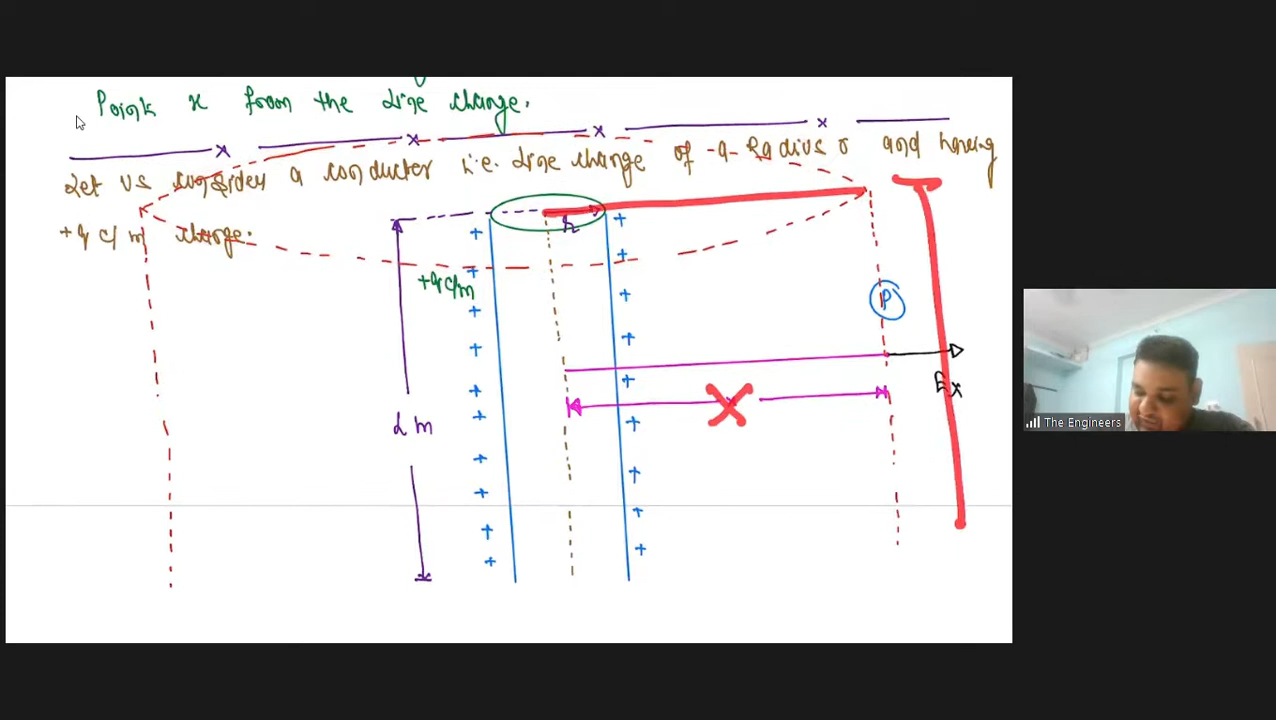 Point x from the Line charge.
Let us consider a conductor i.e. Line charge of a Radius r and having
+q c/m charge.
r
+q c/m
P
L m
x
Ex
The Engineers